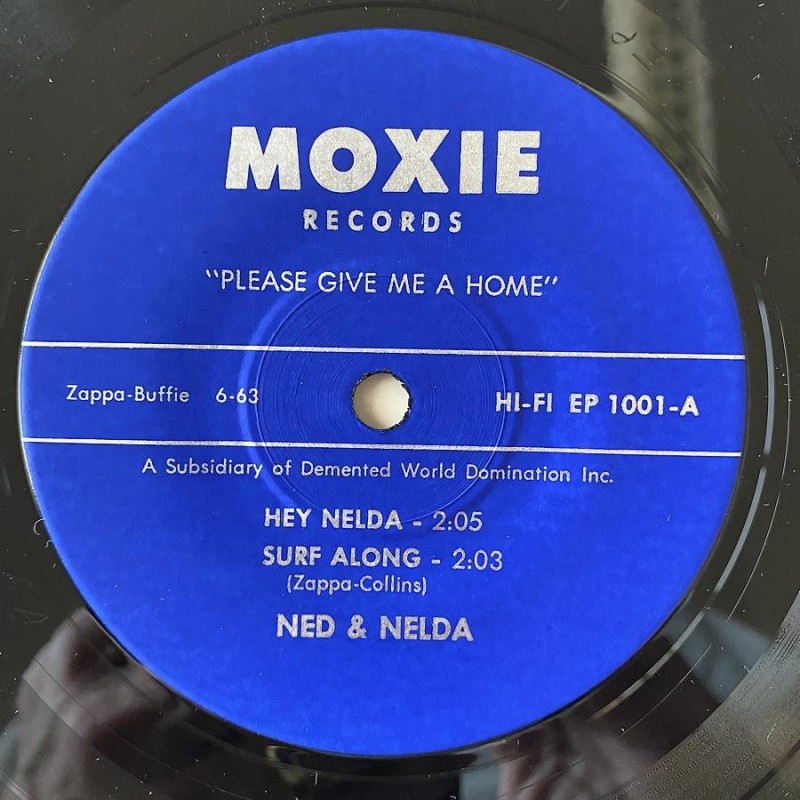 MOXIE
RECORDS
"PLEASE GIVE ME A HOME"
Zappa-Buffie 6-63 HI-FI EP 1001-A
A Subsidiary of Demented World Domination Inc.
HEY NELDA - 2:05
SURF ALONG - 2:03
(Zappa-Collins)
NED & NELDA